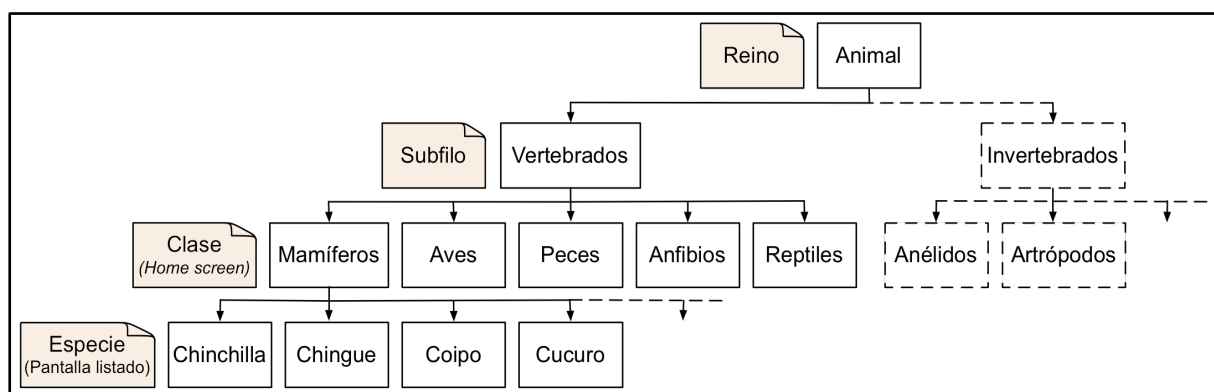 Reino
Animal
Subfilo
Vertebrados
Invertebrados
Clase
(Home screen)
Mamíferos
Aves
Peces
Anfibios
Reptiles
Anélidos
Artrópodos
Especie
(Pantalla listado)
Chinchilla
Chingue
Coipo
Cucuro